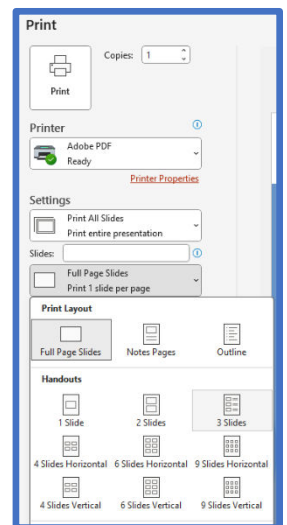 Print
Copies: 1
Print
Printer
Adobe PDF
Ready
Printer Properties
Settings
Print All Slides
Print entire presentation
Slides:
Full Page Slides
Print 1 slide per page
Print Layout
Full Page Slides Notes Pages Outline
Handouts
1 Slide 2 Slides 3 Slides
4 Slides Horizontal 6 Slides Horizontal 9 Slides Horizontal
4 Slides Vertical 6 Slides Vertical 9 Slides Vertical